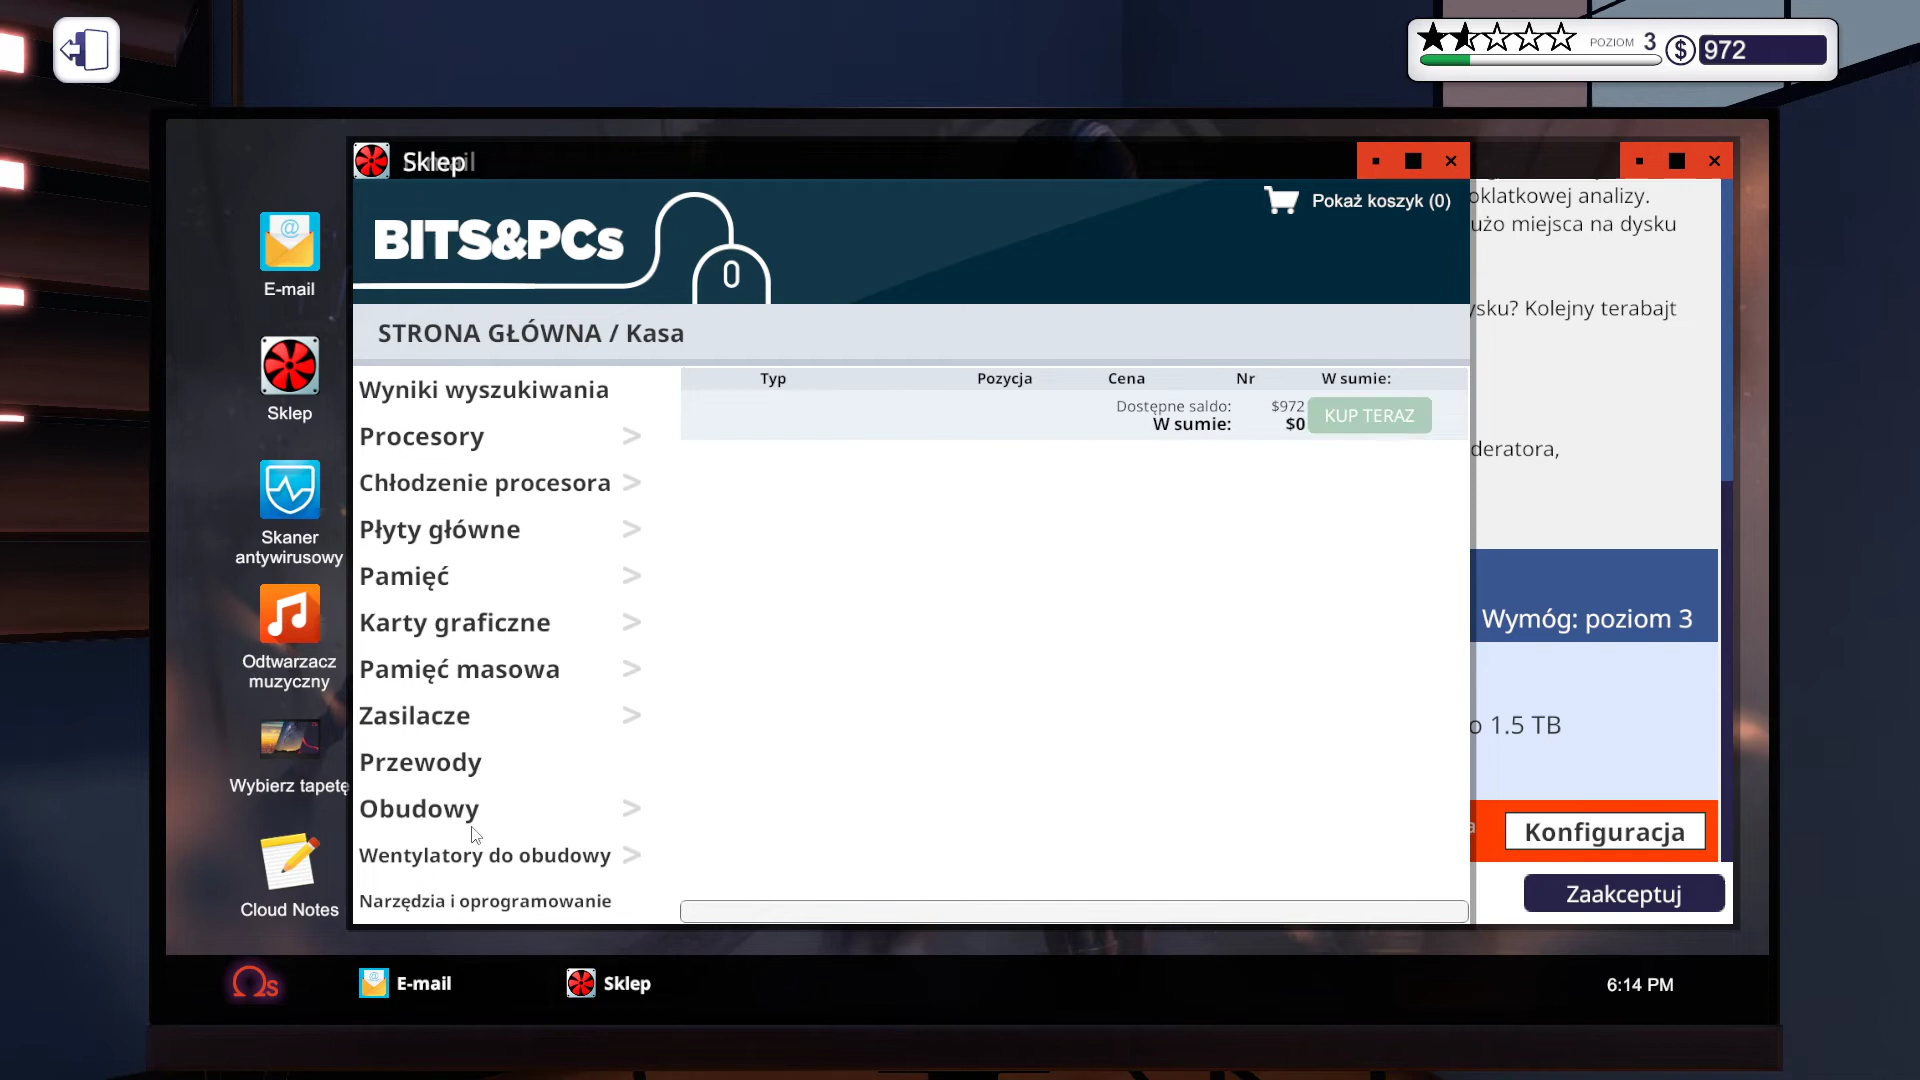 POZIOM 3
972
Sklep
Pokaż koszyk (0)
BITS&PCs
STRONA GŁÓWNA / Kasa
Wyniki wyszukiwania
Procesory >
Chłodzenie procesora >
Płyty główne >
Pamięć >
Karty graficzne >
Pamięć masowa >
Zasilacze >
Przewody
Obudowy >
Wentylatory do obudowy >
Narzędzia i oprogramowanie
Typ Pozycja Cena Nr W sumie:
Dostępne saldo: $972
W sumie: $0
KUP TERAZ
oklatkowej analizy.
użo miejsca na dysku
ysku? Kolejny terabajt
deratora,
Wymóg: poziom 3
o 1.5 TB
Konfiguracja
Zaakceptuj
E-mail
Sklep
Skaner
antywirusowy
Odtwarzacz
muzyczny
Wybierz tapetę
Cloud Notes
Ωs
E-mail
Sklep
6:14 PM